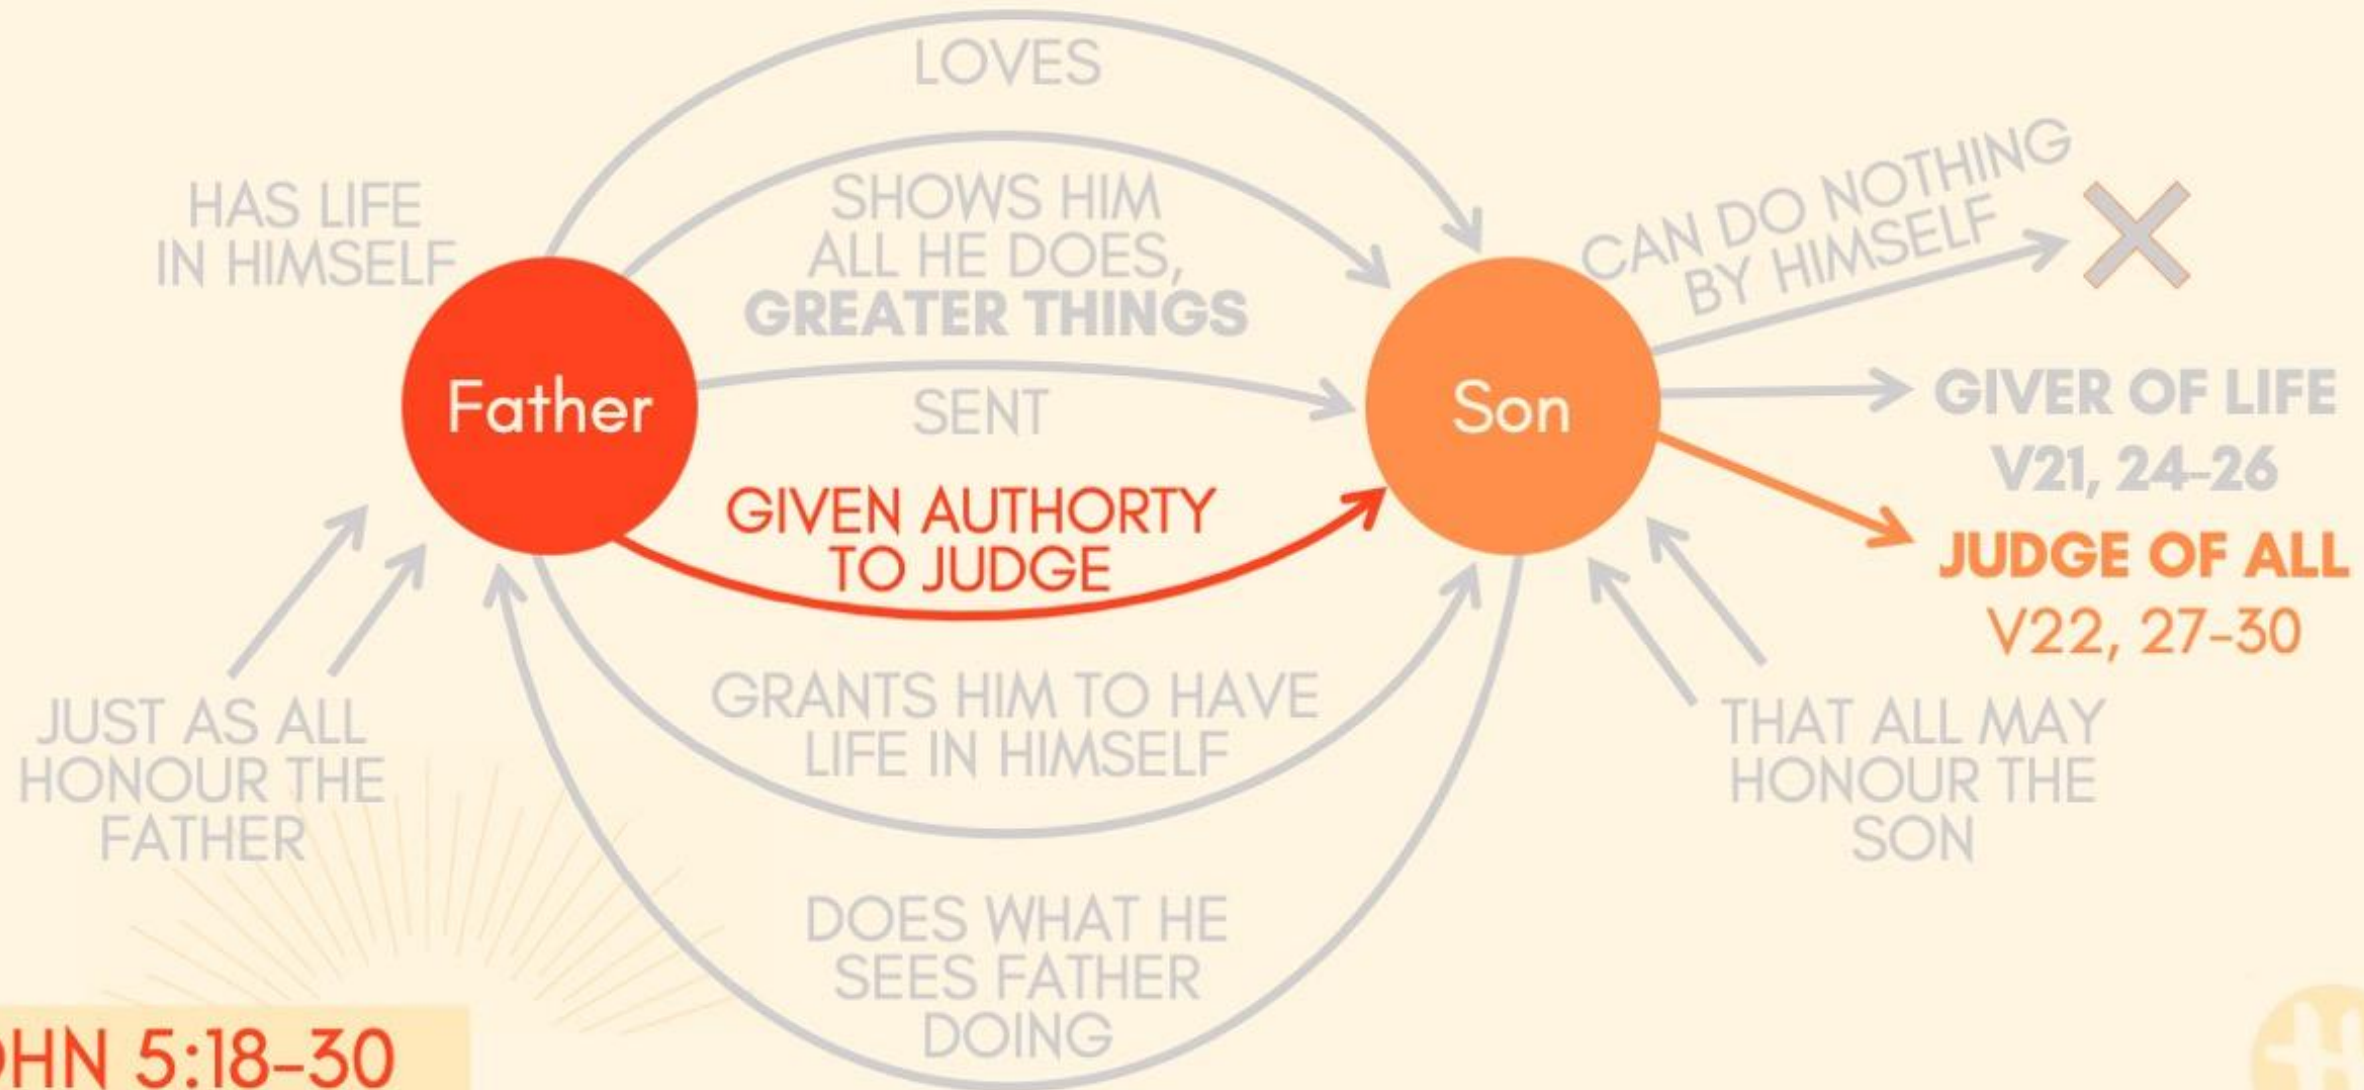 LOVES
HAS LIFE
IN HIMSELF
SHOWS HIM
ALL HE DOES,
GREATER THINGS
CAN DO NOTHING
BY HIMSELF
Father
SENT
Son
GIVER OF LIFE
V21, 24-26
GIVEN AUTHORTY
TO JUDGE
JUDGE OF ALL
V22, 27-30
JUST AS ALL
HONOUR THE
FATHER
GRANTS HIM TO HAVE
LIFE IN HIMSELF
THAT ALL MAY
HONOUR THE
SON
DOES WHAT HE
SEES FATHER
DOING
OHN 5:18-30